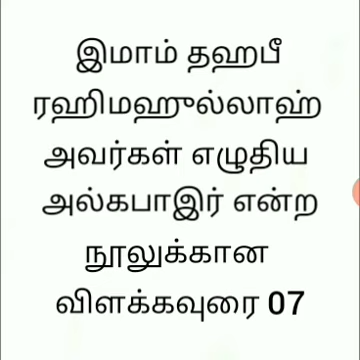 இமாம் தஹபீ
ரஹிமஹுல்லாஹ்
அவர்கள் எழுதிய
அல்கபாஇர் என்ற
நூலுக்கான
விளக்கவுரை 07